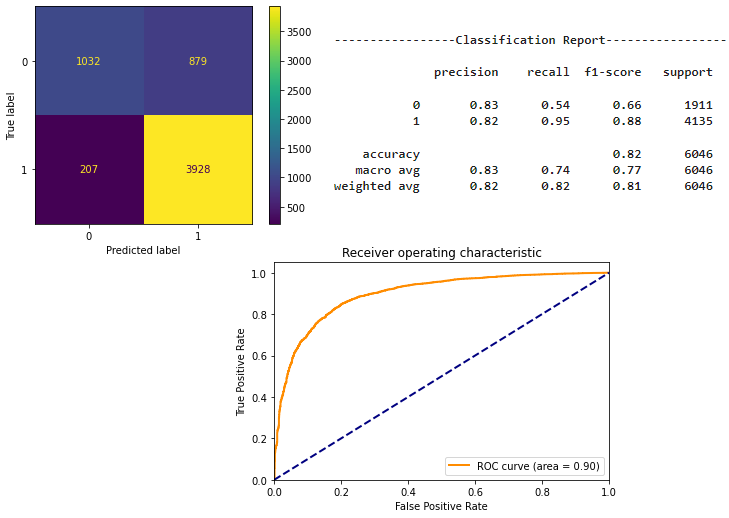 0
1032
879
1
207
3928
True label
0
1
Predicted label
3500
3000
2500
2000
1500
1000
500
-----------------Classification Report-----------------
precision recall f1-score support
0 0.83 0.54 0.66 1911
1 0.82 0.95 0.88 4135
accuracy 0.82 6046
macro avg 0.83 0.74 0.77 6046
weighted avg 0.82 0.82 0.81 6046
Receiver operating characteristic
True Positive Rate
1.0
0.8
0.6
0.4
0.2
0.0
ROC curve (area = 0.90)
0.0
0.2
0.4
0.6
0.8
1.0
False Positive Rate